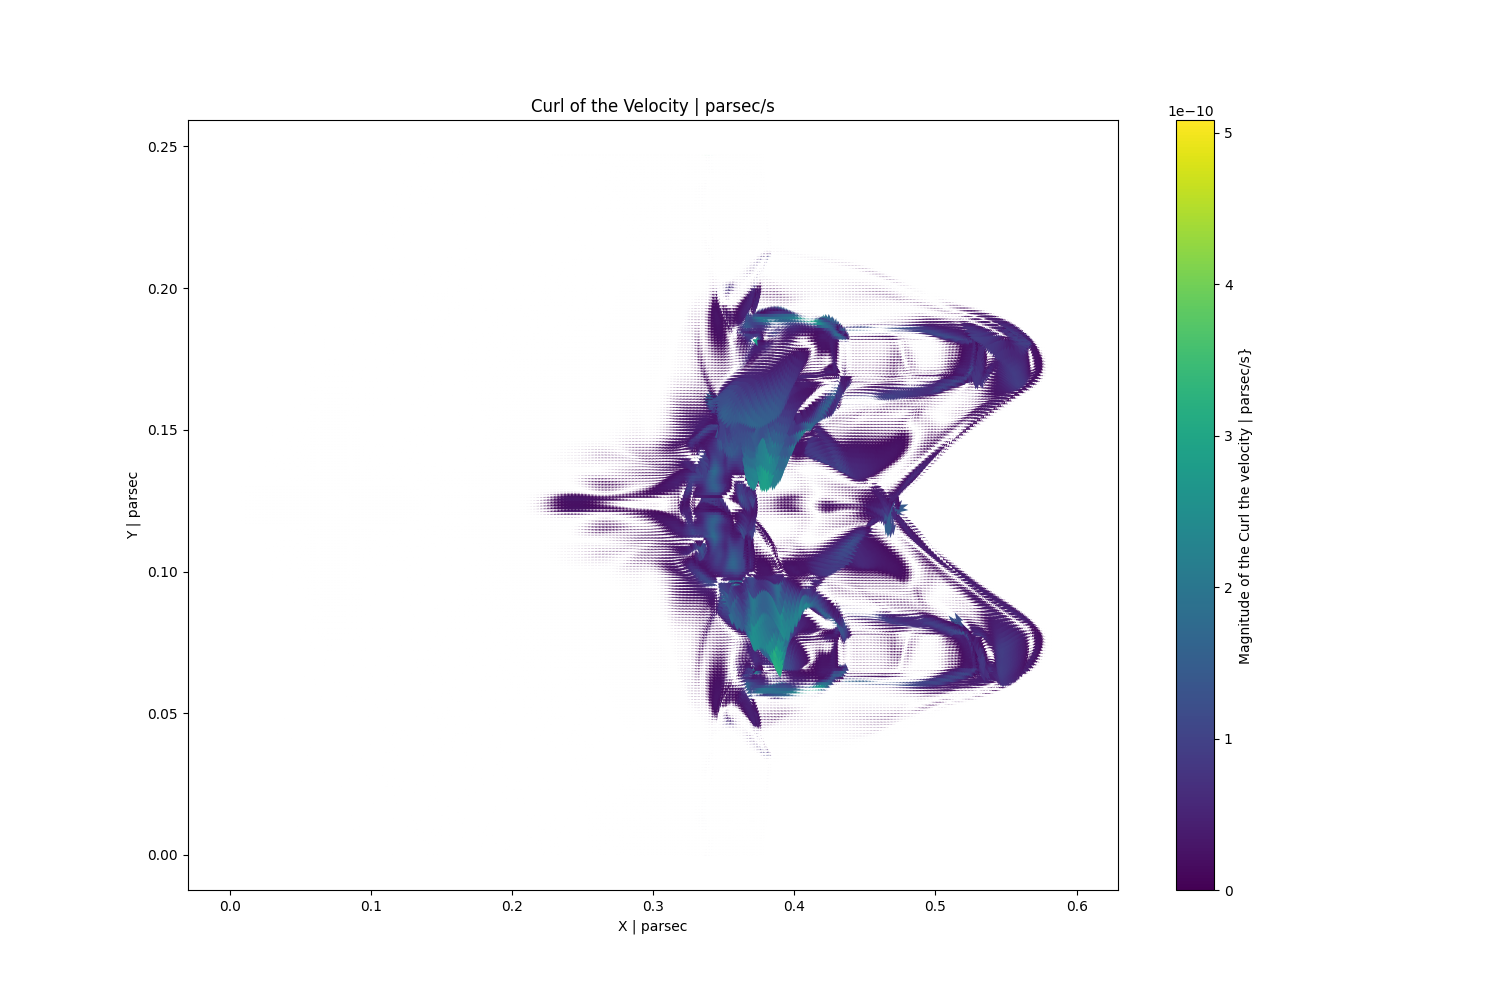 Curl of the Velocity | parsec/s
1e−10
0.25
0.20
0.15
0.10
0.05
0.00
Y | parsec
0.0 0.1 0.2 0.3 0.4 0.5 0.6
X | parsec
5
4
3
2
1
0
Magnitude of the Curl the velocity | parsec/s}